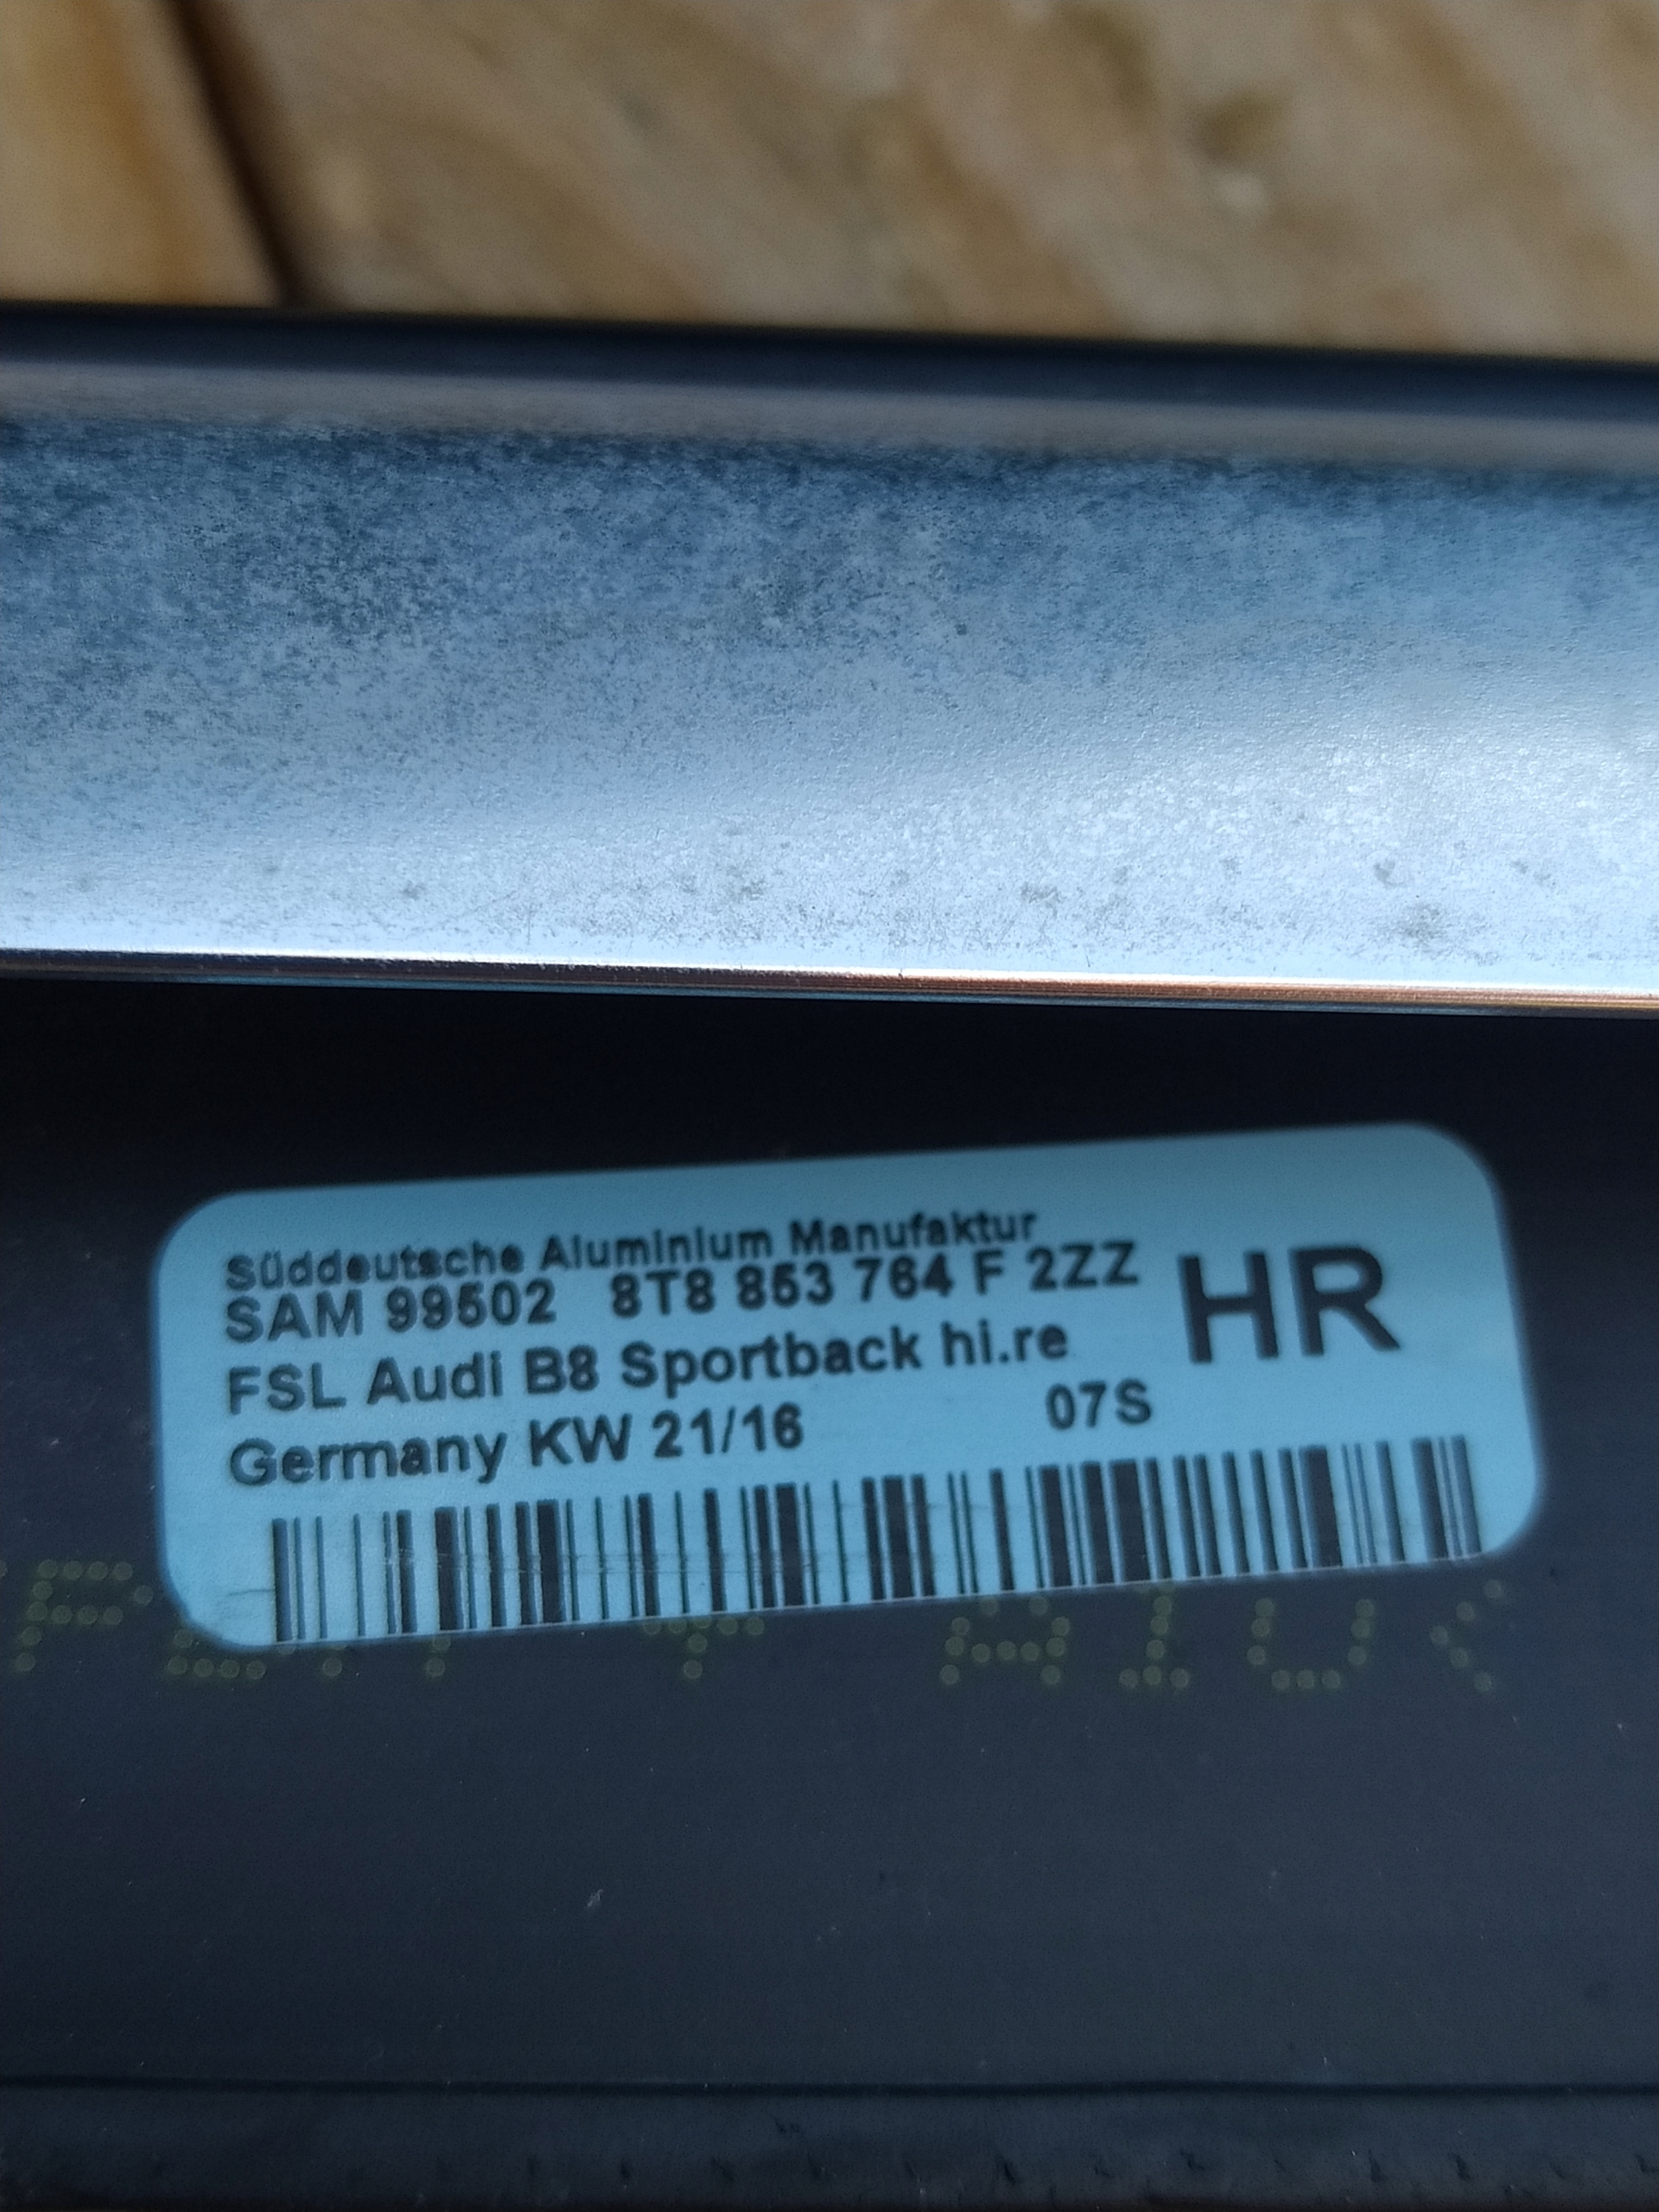 Süddeutsche Aluminium Manufaktur
SAM 99502 8T8 853 764 F 2ZZ
HR
FSL Audi B8 Sportback hi.re
Germany KW 21/16 07S